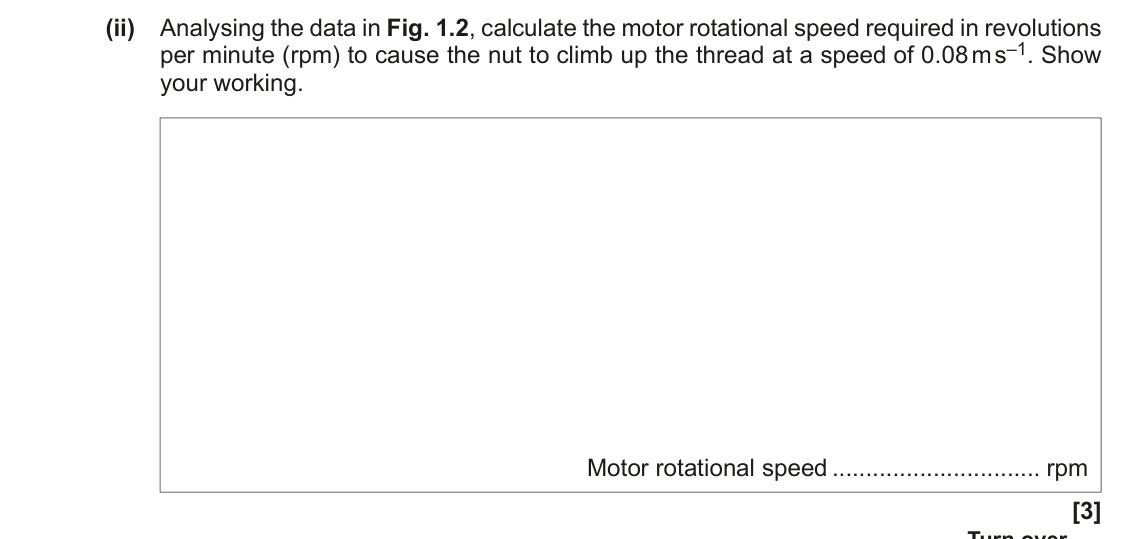 (ii) Analysing the data in Fig. 1.2, calculate the motor rotational speed required in revolutions
per minute (rpm) to cause the nut to climb up the thread at a speed of 0.08 m s⁻¹. Show
your working.
Motor rotational speed ............................... rpm
[3]
Turn over